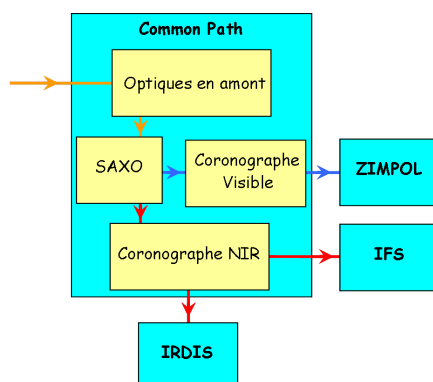 Common Path
Optiques en amont
SAXO
Coronographe
Visible
ZIMPOL
Coronographe NIR
IFS
IRDIS